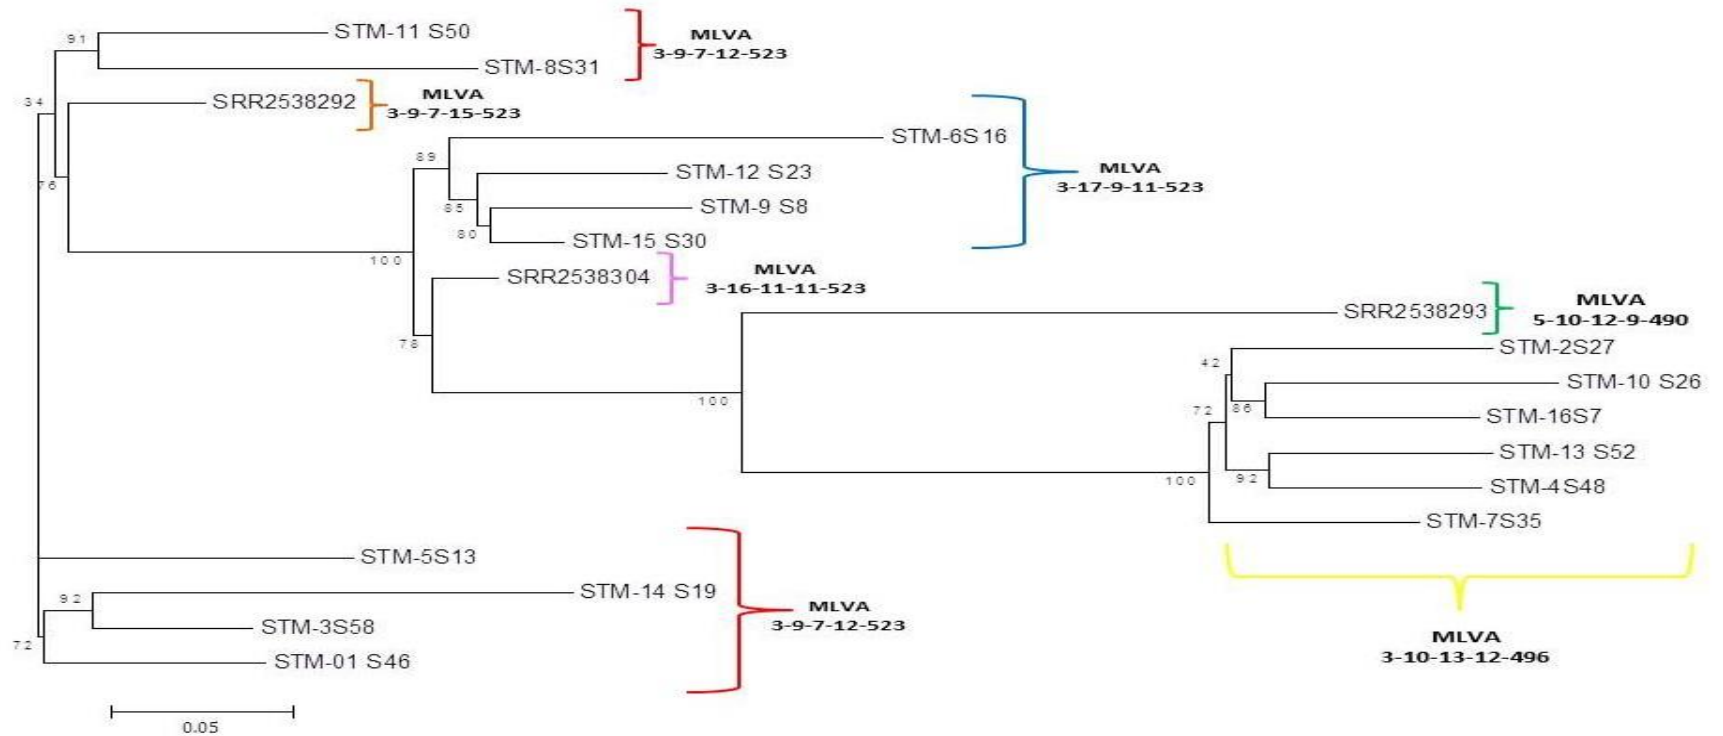 STM-11 S50
91
MLVA
3-9-7-12-523
STM-8S31
SRR2538292
MLVA
3-9-7-15-523
34
STM-6S16
89
MLVA
3-17-9-11-523
STM-12 S23
76
85
STM-9 S8
80
STM-15 S30
100
SRR2538304
MLVA
3-16-11-11-523
SRR2538293
MLVA
5-10-12-9-490
78
STM-2S27
42
STM-10 S26
100
72
86
STM-16S7
STM-13 S52
100
92
STM-4S48
STM-7S35
STM-5S13
92
STM-14 S19
MLVA
3-9-7-12-523
STM-3S58
72
STM-01 S46
MLVA
3-10-13-12-496
0.05